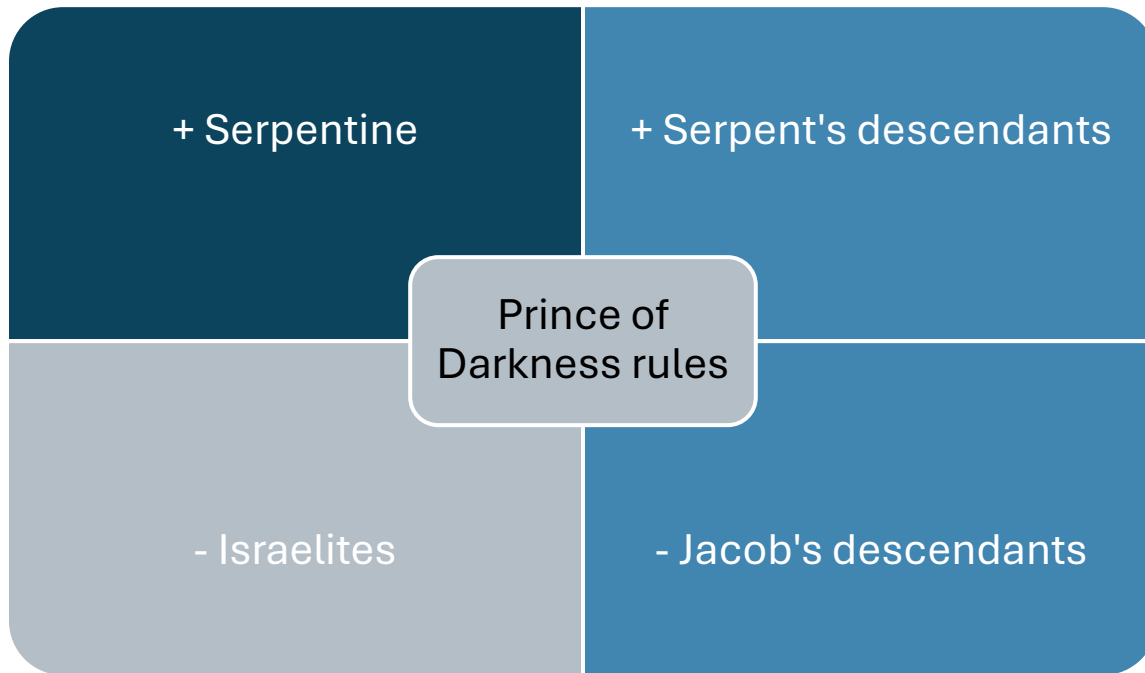 + Serpentine
+ Serpent's descendants
Prince of
Darkness rules
- Israelites
- Jacob's descendants